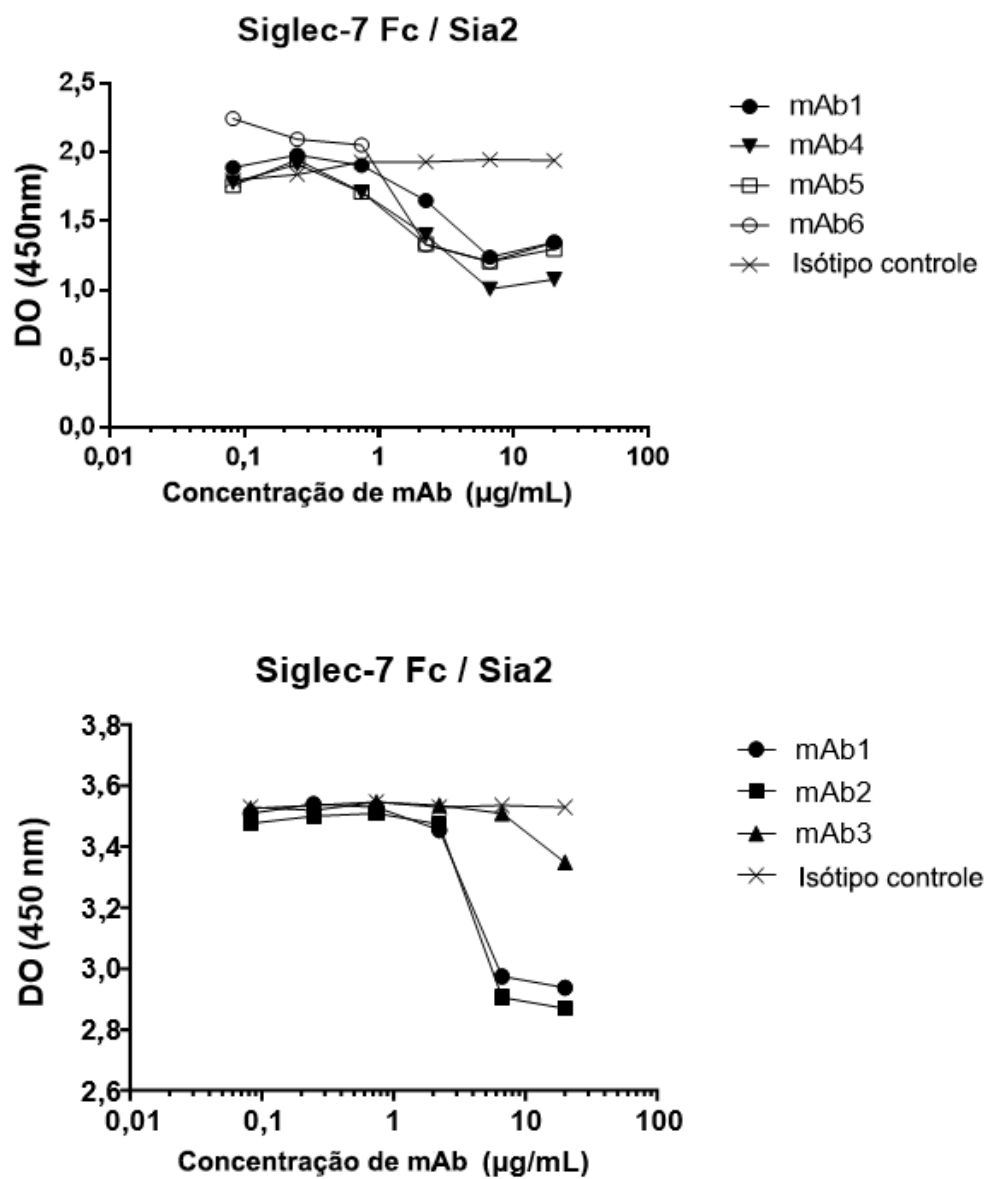 Siglec-7 Fc / Sia2
DO (450nm)
2,5
2,0
1,5
1,0
0,5
0,0
0,01
0,1
1
10
100
Concentração de mAb (µg/mL)
mAb1
mAb4
mAb5
mAb6
Isótipo controle
Siglec-7 Fc / Sia2
DO (450 nm)
3,8
3,6
3,4
3,2
3,0
2,8
2,6
0,01
0,1
1
10
100
Concentração de mAb (µg/mL)
mAb1
mAb2
mAb3
Isótipo controle